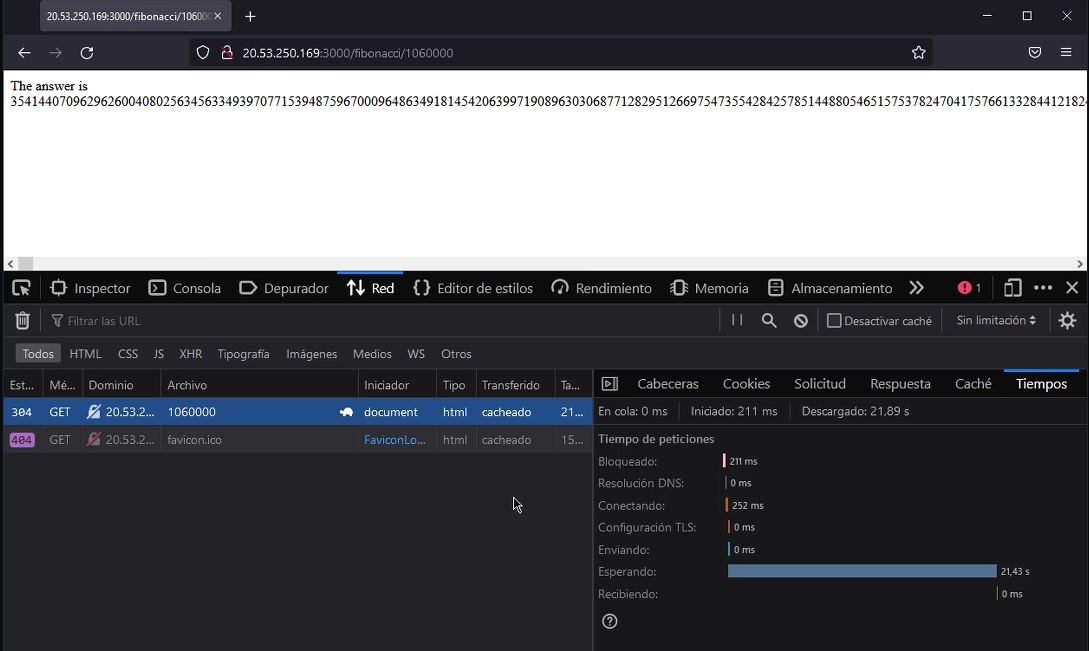 20.53.250.169:3000/fibonacci/10600
20.53.250.169:3000/fibonacci/1060000
The answer is
Inspector Consola Depurador Red Editor de estilos Rendimiento Memoria Almacenamiento 1
Filtrar las URL Desactivar caché Sin limitación
Todos HTML CSS JS XHR Tipografía Imágenes Medios WS Otros
Est... Mé... Dominio Archivo Iniciador Tipo Transferido Ta... Cabeceras Cookies Solicitud Respuesta Caché Tiempos
304 GET 20.53.2... 1060000 document html cacheado 21... En cola: 0 ms Iniciado: 211 ms Descargado: 21,89 s
404 GET 20.53.2... favicon.ico FaviconLo... html cacheado 15... Tiempo de peticiones
Bloqueado: 211 ms
Resolución DNS: 0 ms
Conectando: 252 ms
Configuración TLS: 0 ms
Enviando: 0 ms
Esperando: 21,43 s
Recibiendo: 0 ms